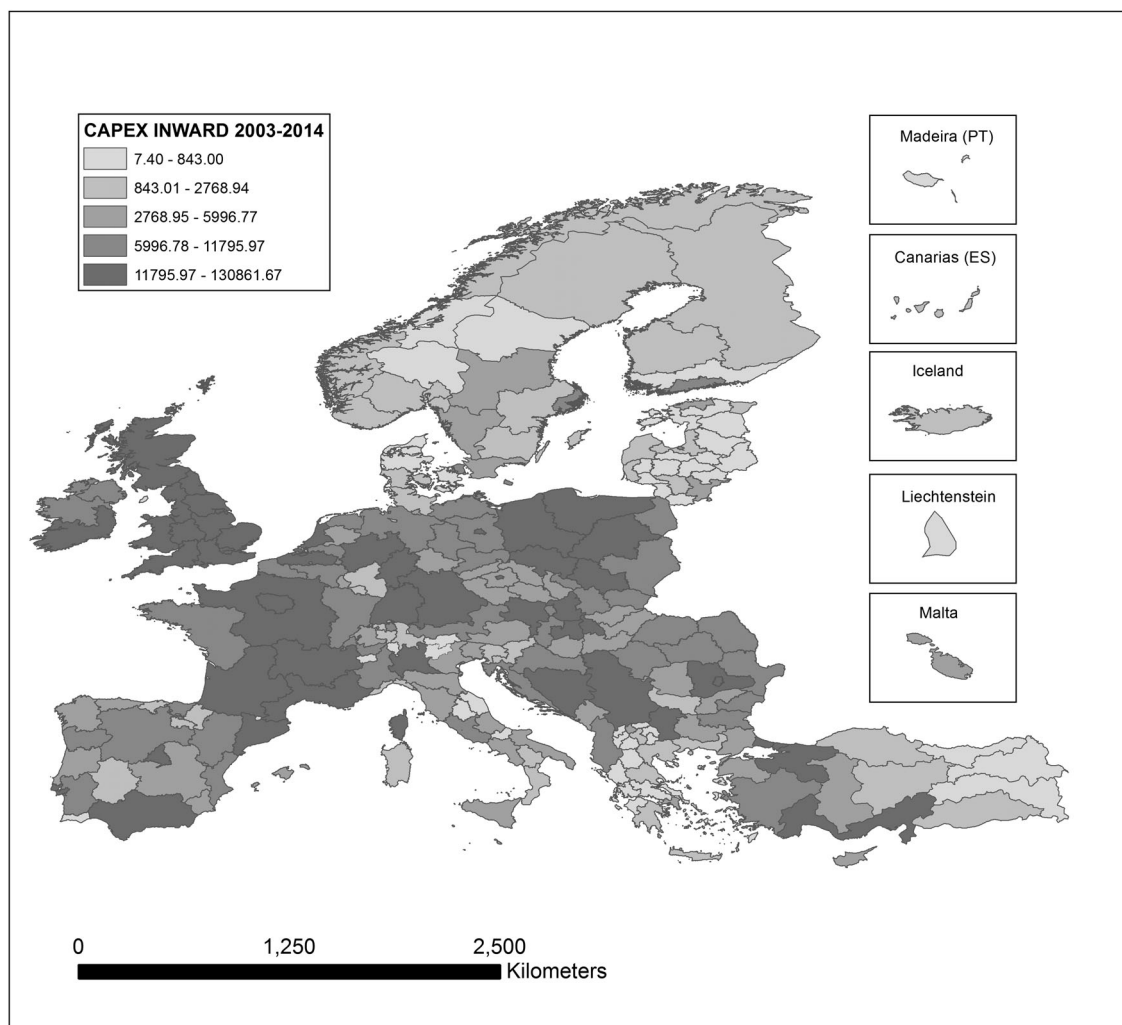 CAPEX INWARD 2003-2014
7.40 - 843.00
843.01 - 2768.94
2768.95 - 5996.77
5996.78 - 11795.97
11795.97 - 130861.67
Madeira (PT)
Canarias (ES)
Iceland
Liechtenstein
Malta
0 1,250 2,500
Kilometers